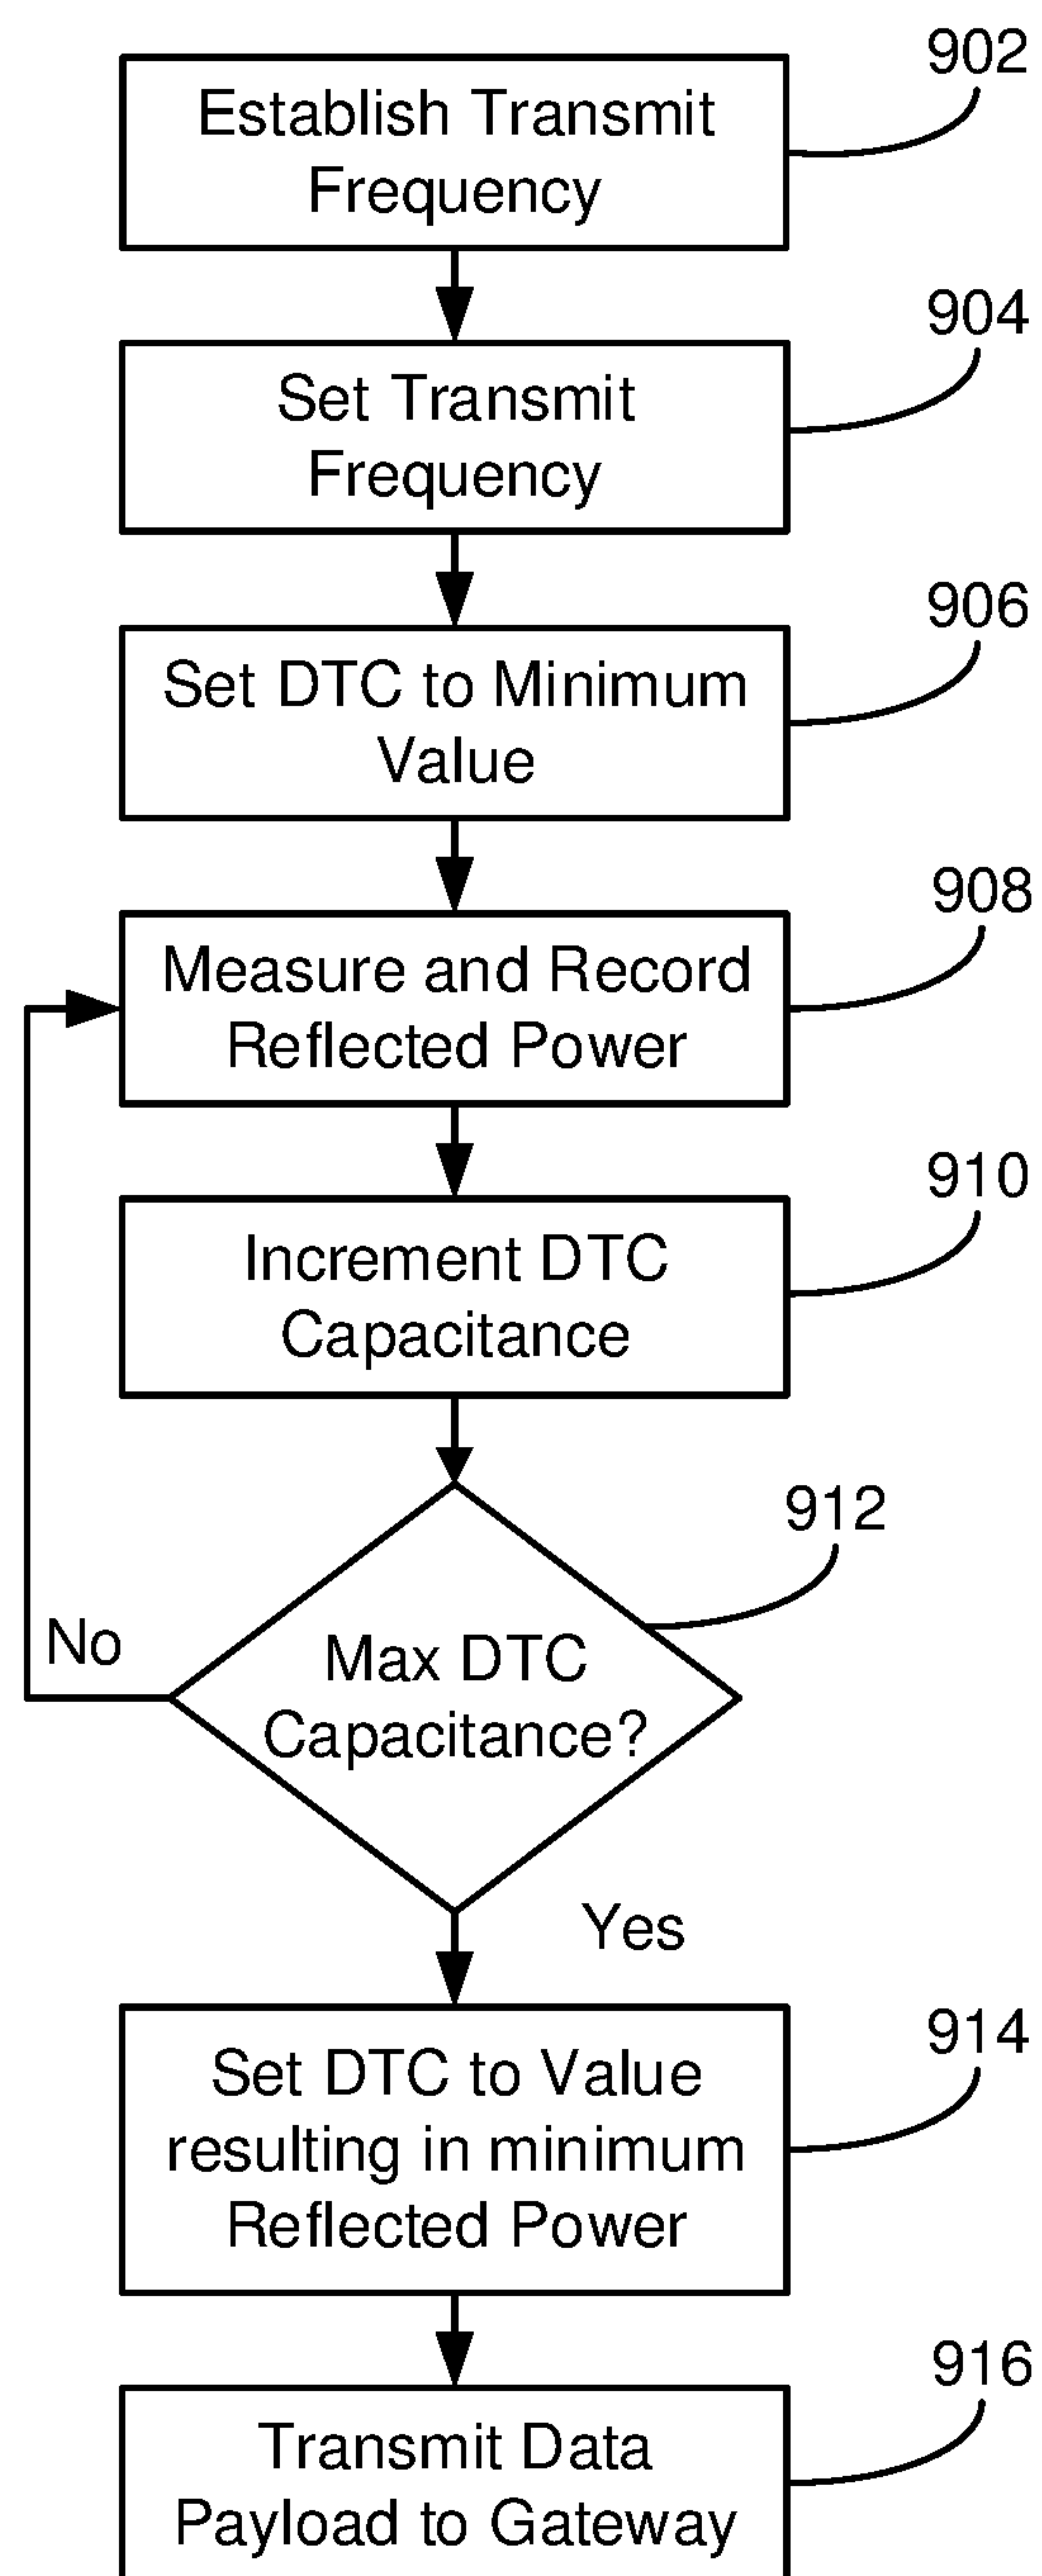 902
Establish Transmit
Frequency
904
Set Transmit
Frequency
906
Set DTC to Minimum
Value
908
Measure and Record
Reflected Power
910
Increment DTC
Capacitance
912
Max DTC
Capacitance?
No
Yes
914
Set DTC to Value
resulting in minimum
Reflected Power
916
Transmit Data
Payload to Gateway